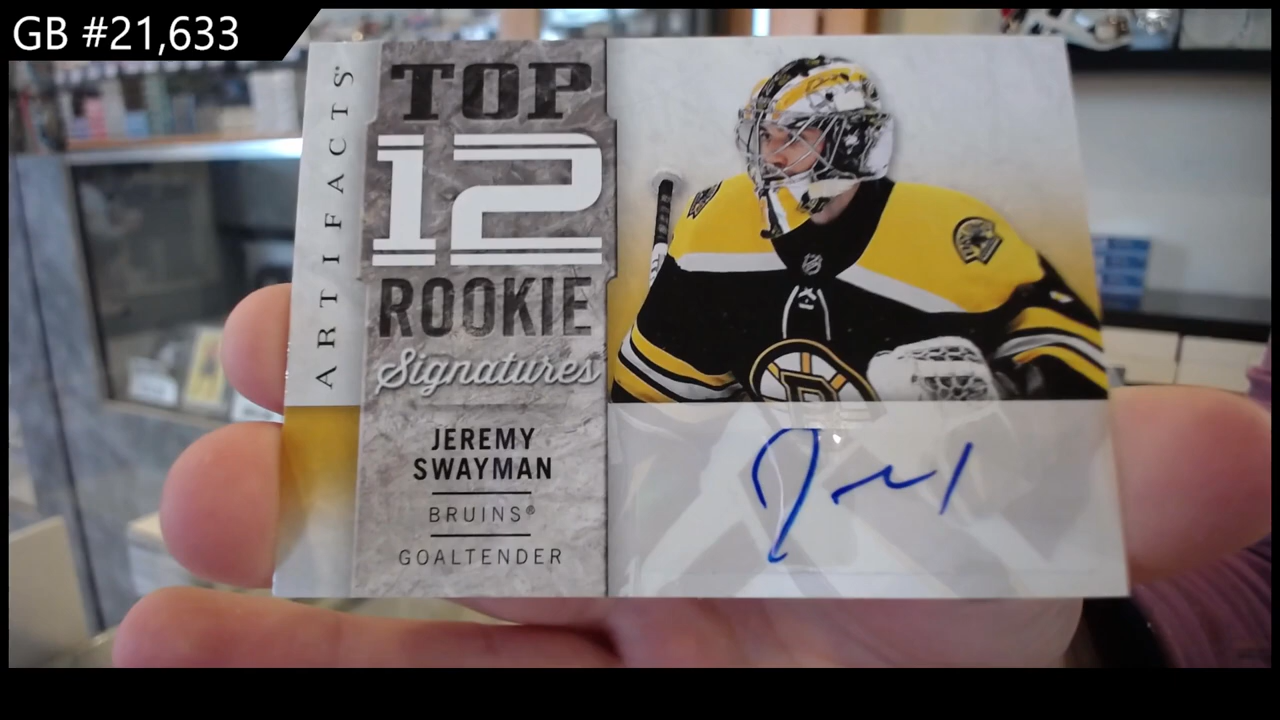 GB #21,633
ARTIFACTS
TOP
12
ROOKIE
Signatures
JEREMY
SWAYMAN
BRUINS®
GOALTENDER
B